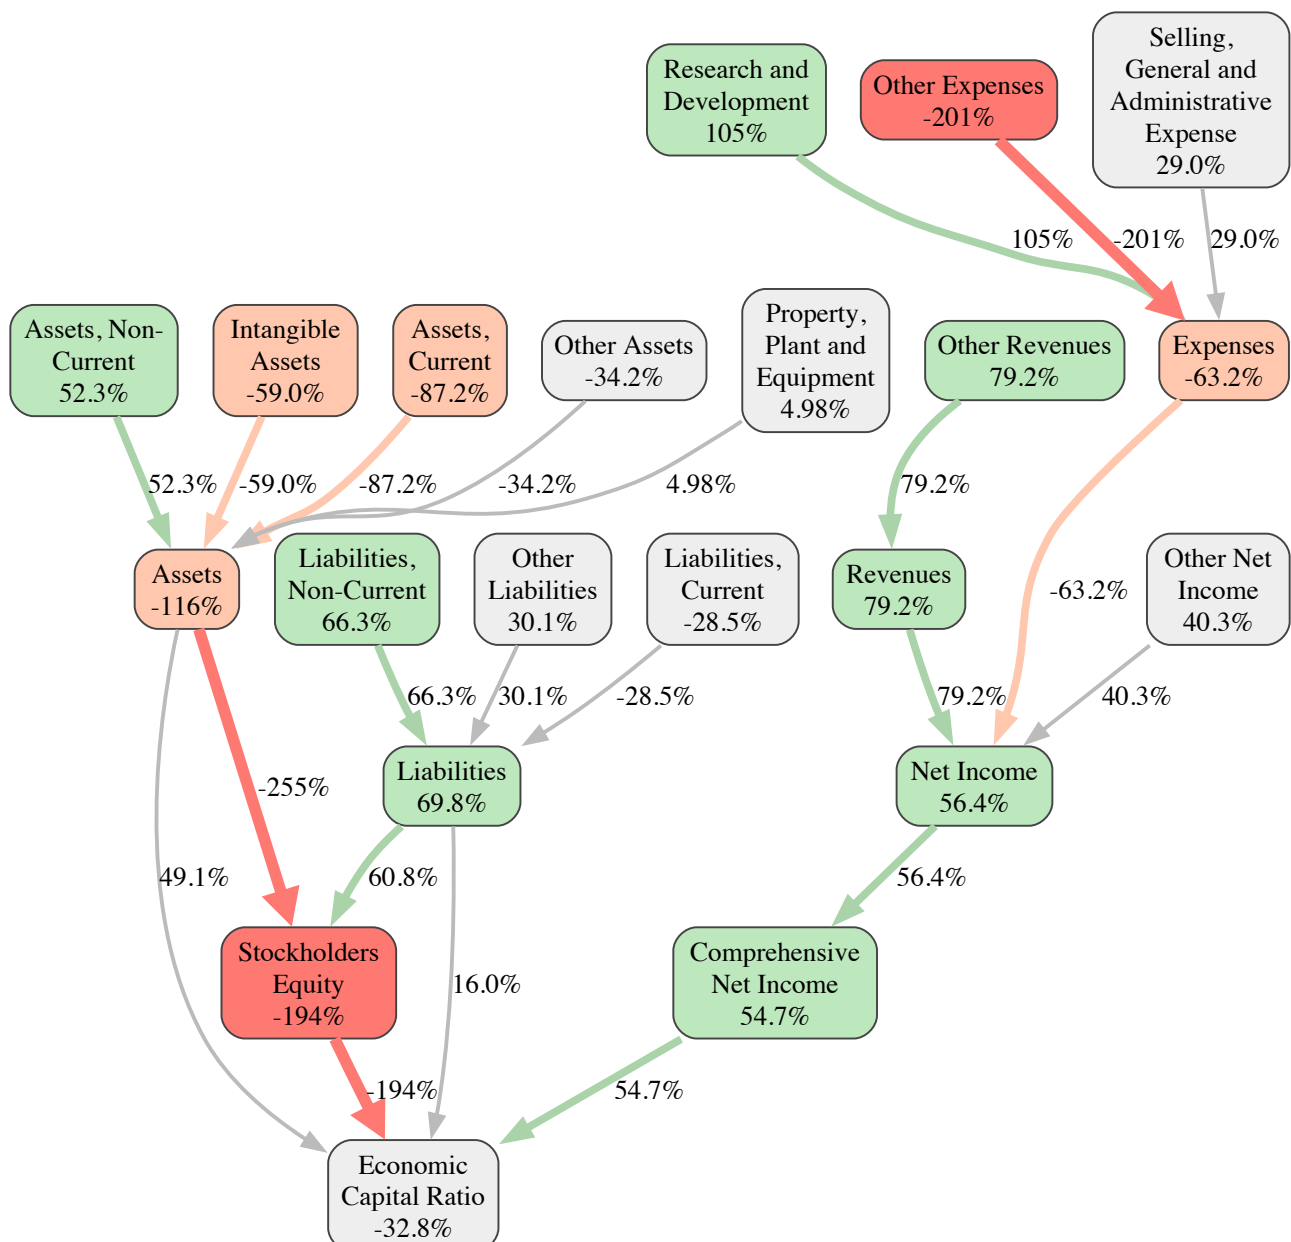 Research and
Development
105%
Other Expenses
-201%
Selling,
General and
Administrative
Expense
29.0%
105%
-201%
29.0%
Assets, Non-
Current
52.3%
Intangible
Assets
-59.0%
Assets,
Current
-87.2%
Other Assets
-34.2%
Property,
Plant and
Equipment
4.98%
Other Revenues
79.2%
Expenses
-63.2%
52.3%
-59.0%
-87.2%
-34.2%
4.98%
79.2%
Assets
-116%
Liabilities,
Non-Current
66.3%
Other
Liabilities
30.1%
Liabilities,
Current
-28.5%
Revenues
79.2%
-63.2%
Other Net
Income
40.3%
66.3%
30.1%
-28.5%
79.2%
40.3%
-255%
Liabilities
69.8%
Net Income
56.4%
49.1%
60.8%
56.4%
Stockholders
Equity
-194%
16.0%
Comprehensive
Net Income
54.7%
-194%
54.7%
Economic
Capital Ratio
-32.8%